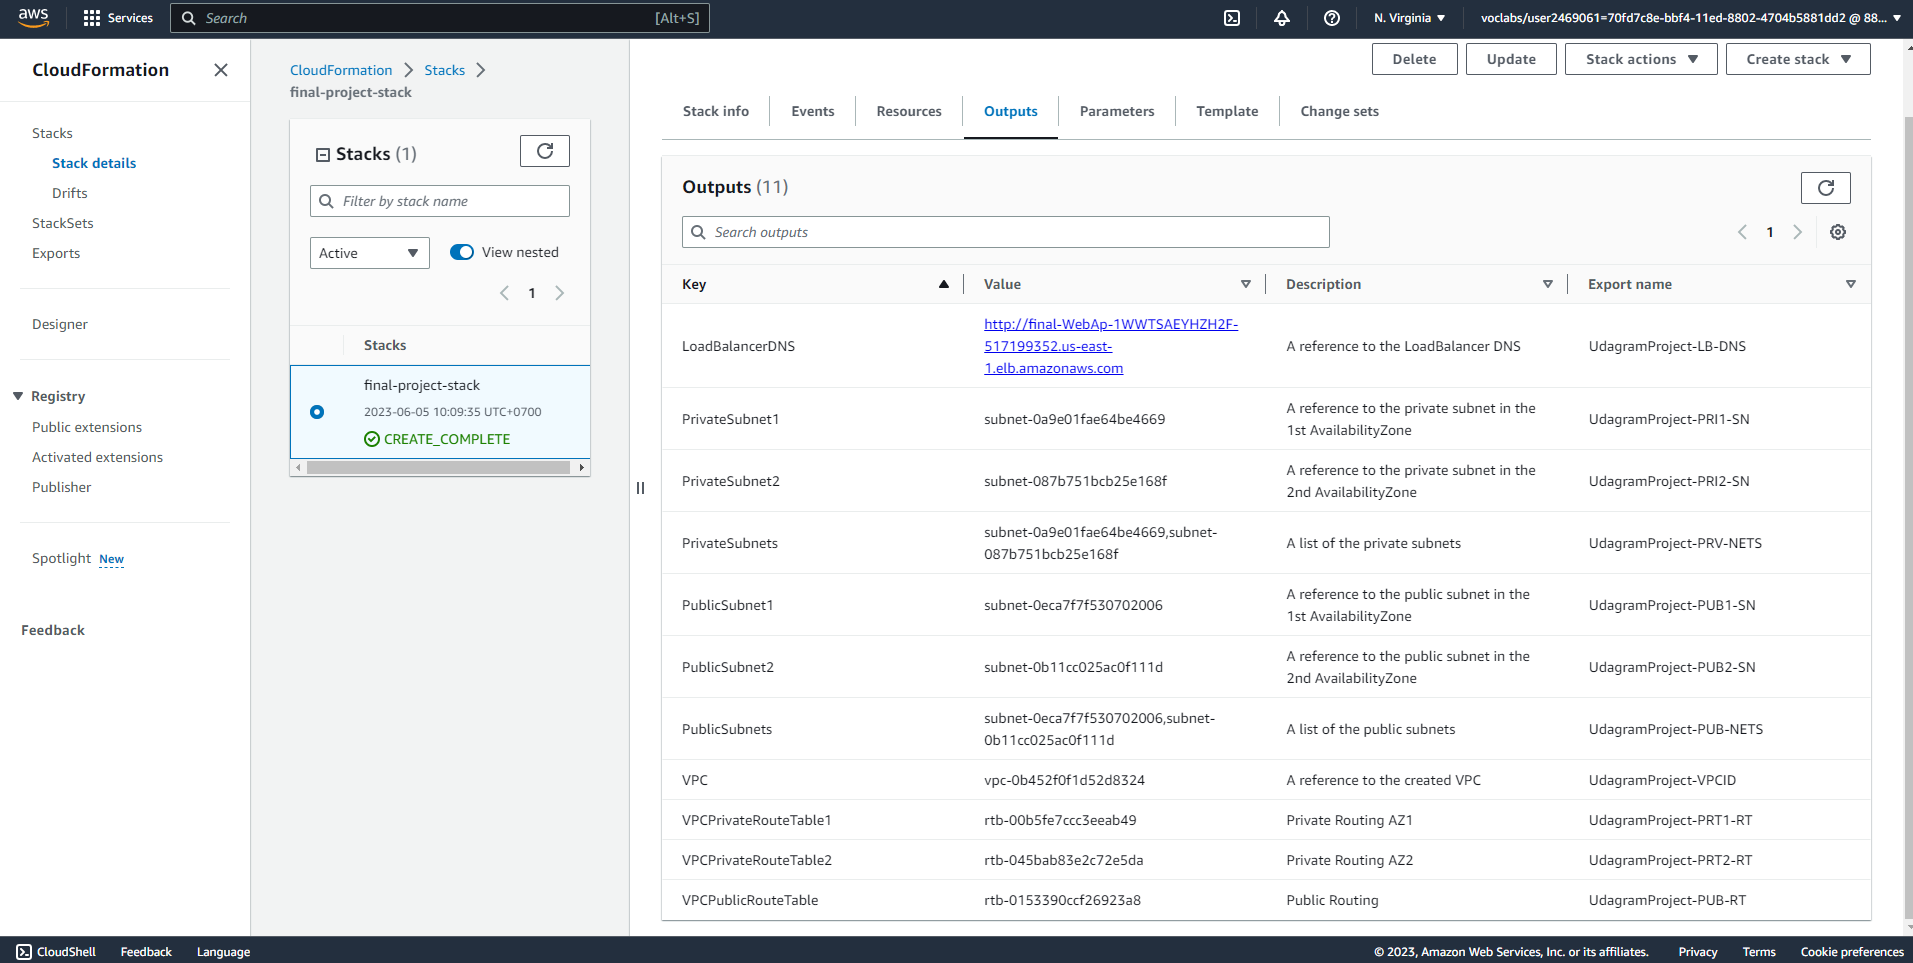 aws
Services
Search
[Alt+S]
N. Virginia
voclabs/user2469061=70fd7c8e-bbf4-11ed-8802-4704b5881dd2 @ 88...
CloudFormation
Stacks
Stack details
Drifts
StackSets
Exports
Designer
Registry
Public extensions
Activated extensions
Publisher
Spotlight New
Feedback
CloudFormation
Stacks
final-project-stack
Stacks (1)
Filter by stack name
Active
View nested
1
Stacks
final-project-stack
2023-06-05 10:09:35 UTC+0700
CREATE_COMPLETE
Delete
Update
Stack actions
Create stack
Stack info
Events
Resources
Outputs
Parameters
Template
Change sets
Outputs (11)
Search outputs
1
Key
Value
Description
Export name
LoadBalancerDNS
http://final-WebAp-1WWTSAEYHZH2F-
517199352.us-east-
1.elb.amazonaws.com
A reference to the LoadBalancer DNS
UdagramProject-LB-DNS
PrivateSubnet1
subnet-0a9e01fae64be4669
A reference to the private subnet in the
1st AvailabilityZone
UdagramProject-PRI1-SN
PrivateSubnet2
subnet-087b751bcb25e168f
A reference to the private subnet in the
2nd AvailabilityZone
UdagramProject-PRI2-SN
PrivateSubnets
subnet-0a9e01fae64be4669,subnet-
087b751bcb25e168f
A list of the private subnets
UdagramProject-PRV-NETS
PublicSubnet1
subnet-0eca7f7f530702006
A reference to the public subnet in the
1st AvailabilityZone
UdagramProject-PUB1-SN
PublicSubnet2
subnet-0b11cc025ac0f111d
A reference to the public subnet in the
2nd AvailabilityZone
UdagramProject-PUB2-SN
PublicSubnets
subnet-0eca7f7f530702006,subnet-
0b11cc025ac0f111d
A list of the public subnets
UdagramProject-PUB-NETS
VPC
vpc-0b452f0f1d52d8324
A reference to the created VPC
UdagramProject-VPCID
VPCPrivateRouteTable1
rtb-00b5fe7ccc3eeab49
Private Routing AZ1
UdagramProject-PRT1-RT
VPCPrivateRouteTable2
rtb-045bab83e2c72e5da
Private Routing AZ2
UdagramProject-PRT2-RT
VPCPublicRouteTable
rtb-0153390ccf26923a8
Public Routing
UdagramProject-PUB-RT
CloudShell
Feedback
Language
© 2023, Amazon Web Services, Inc. or its affiliates.
Privacy
Terms
Cookie preferences